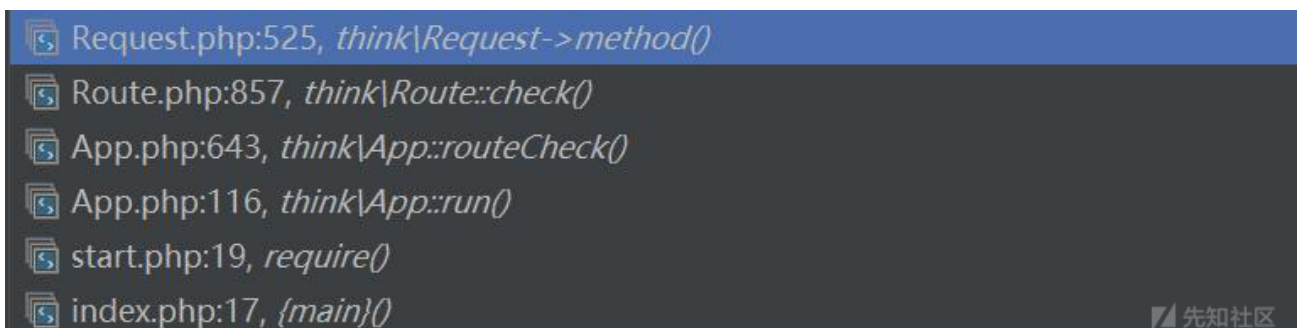 Request.php:525, think\Request->method()
Route.php:857, think\Route::check()
App.php:643, think\App::routeCheck()
App.php:116, think\App::run()
start.php:19, require()
index.php:17, {main}()
先知社区